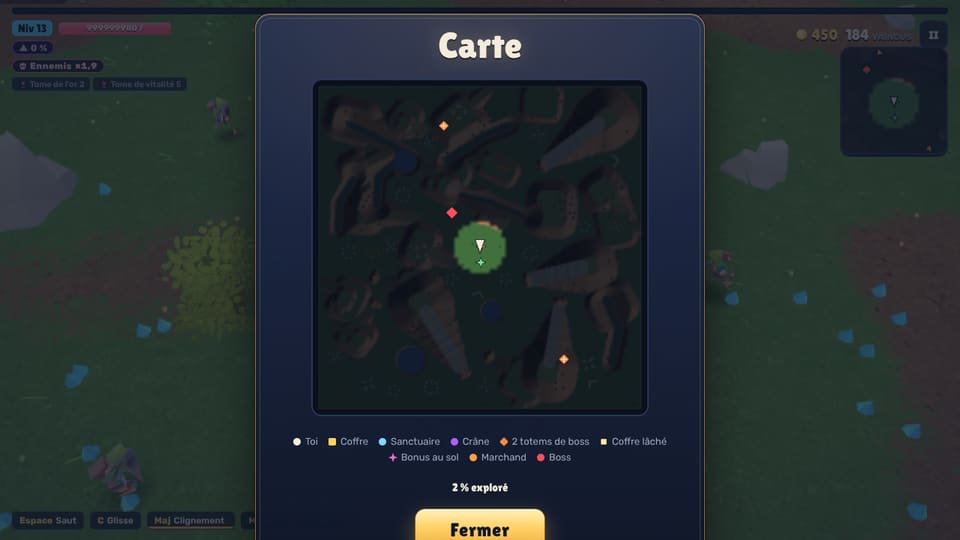 Carte
Niv 13
999999980 /
0 %
Ennemis ×1,9
Tome de l'or 2
Tome de vitalité 5
450 184 VAINCUS
Toi
Coffre
Sanctuaire
Crâne
2 totems de boss
Coffre lâché
Bonus au sol
Marchand
Boss
2 % exploré
Fermer
Espace Saut
C Glisse
Maj Clignement